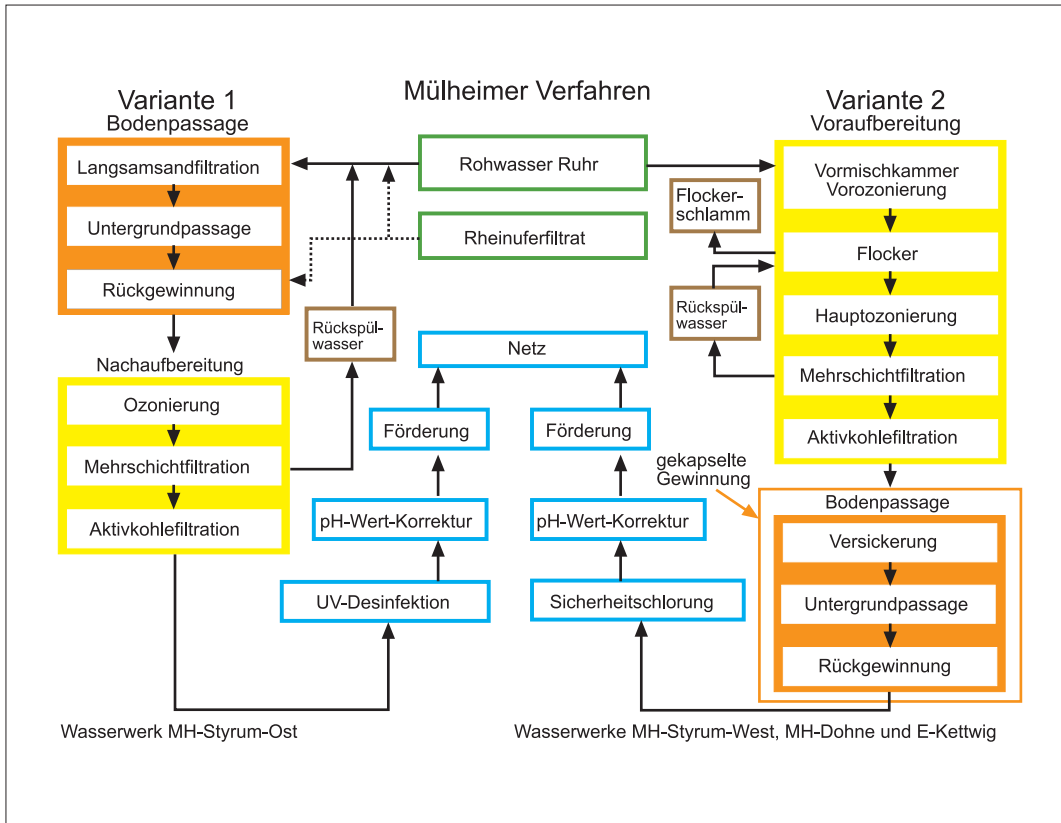 Mülheimer Verfahren
Variante 1
Bodenpassage
Langsamsandfiltration
Untergrundpassage
Rückgewinnung
Nachaufbereitung
Ozonierung
Mehrschichtfiltration
Aktivkohlefiltration
Rohwasser Ruhr
Rheinuferfiltrat
Rückspül-
wasser
Netz
Förderung
Förderung
pH-Wert-Korrektur
pH-Wert-Korrektur
UV-Desinfektion
Sicherheitschlorung
Variante 2
Voraufbereitung
Vormischkammer
Vorozonierung
Flocker-
schlamm
Flocker
Rückspül-
wasser
Hauptozonierung
Mehrschichtfiltration
Aktivkohlefiltration
gekapselte
Gewinnung
Bodenpassage
Versickerung
Untergrundpassage
Rückgewinnung
Wasserwerk MH-Styrum-Ost
Wasserwerke MH-Styrum-West, MH-Dohne und E-Kettwig